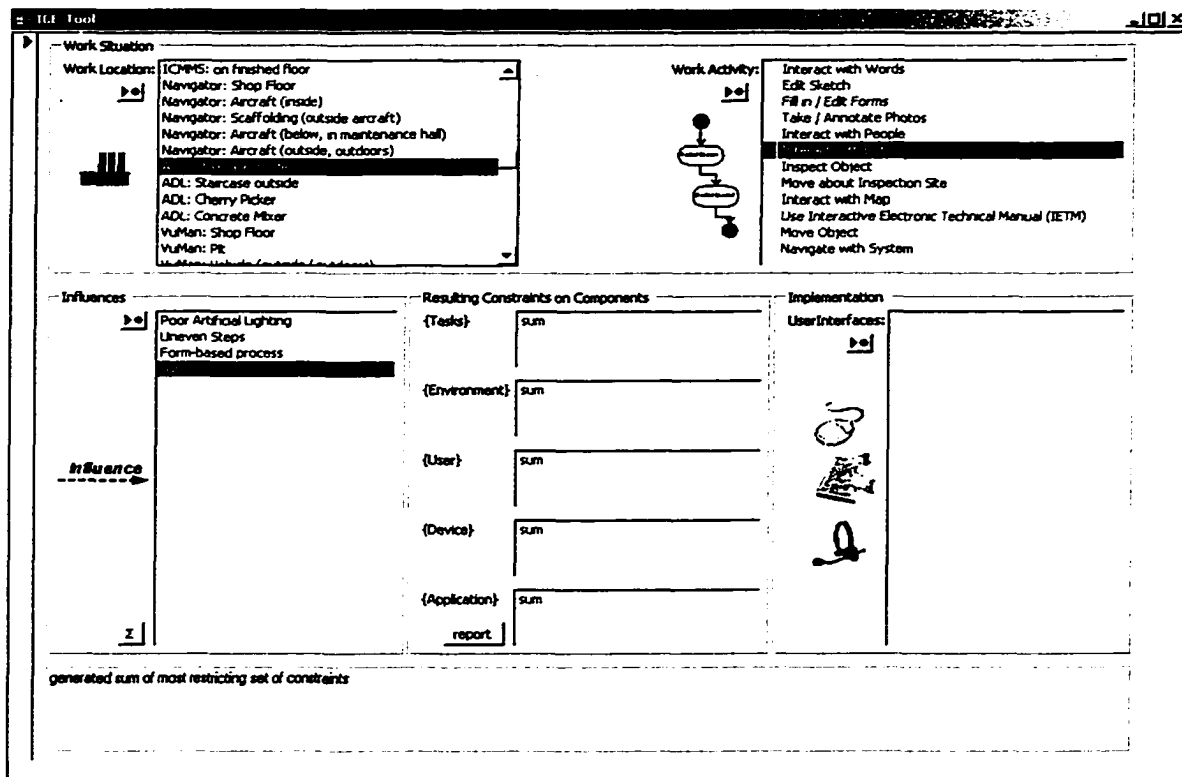 ICE Tool
Work Situation
Work Location:
ICMMS: on finished floor
Navigator: Shop Floor
Navigator: Aircraft (inside)
Navigator: Scaffolding (outside aircraft)
Navigator: Aircraft (below, in maintenance hall)
Navigator: Aircraft (outside, outdoors)
ADL: Staircase outside
ADL: Cherry Picker
ADL: Concrete Mixer
VuMan: Shop Floor
VuMan: Pit
Work Activity:
Interact with Words
Edit Sketch
Fill in / Edit Forms
Take / Annotate Photos
Interact with People
Inspect Object
Move about Inspection Site
Interact with Map
Use Interactive Electronic Technical Manual (IETM)
Move Object
Navigate with System
Influences
Poor Artificial Lighting
Uneven Steps
Form-based process
Influence
Σ
Resulting Constraints on Components
{Tasks} sum
{Environment} sum
{User} sum
{Device} sum
{Application} sum
report
Implementation
UserInterfaces:
generated sum of most restricting set of constraints